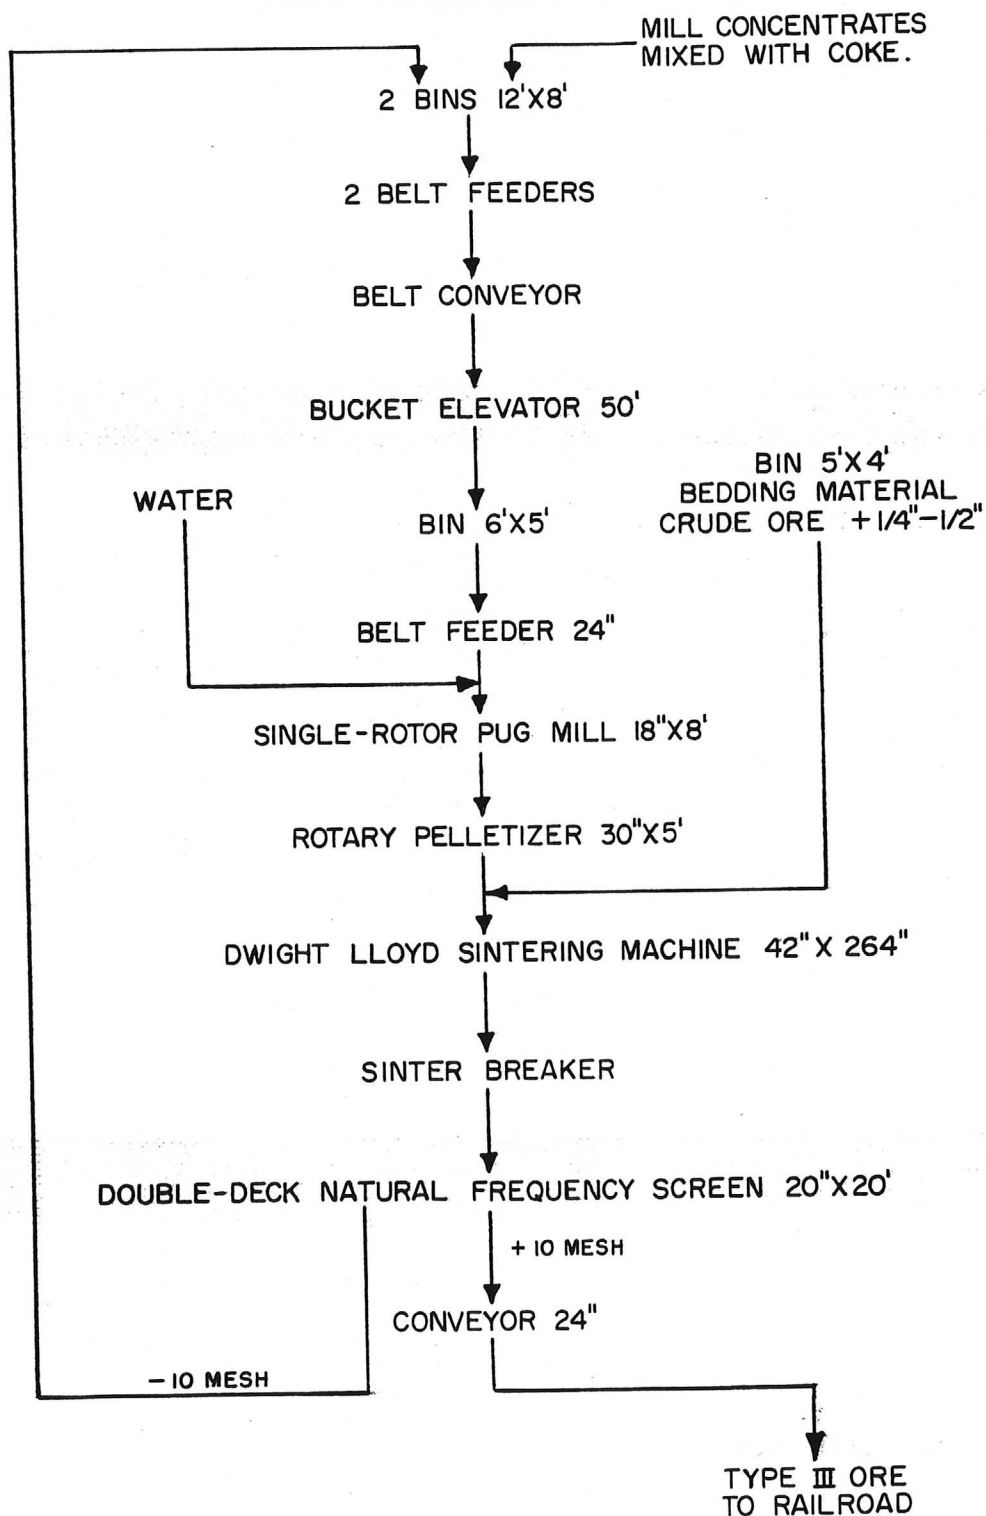 MILL CONCENTRATES
MIXED WITH COKE.
2 BINS 12'X8'
2 BELT FEEDERS
BELT CONVEYOR
BUCKET ELEVATOR 50'
BIN 5'X4'
BEDDING MATERIAL
CRUDE ORE +1/4"-1/2"
WATER
BIN 6'X5'
BELT FEEDER 24"
SINGLE-ROTOR PUG MILL 18"X8'
ROTARY PELLETIZER 30"X5'
DWIGHT LLOYD SINTERING MACHINE 42"X 264"
SINTER BREAKER
DOUBLE-DECK NATURAL FREQUENCY SCREEN 20"X20'
+10 MESH
CONVEYOR 24"
-10 MESH
TYPE III ORE
TO RAILROAD